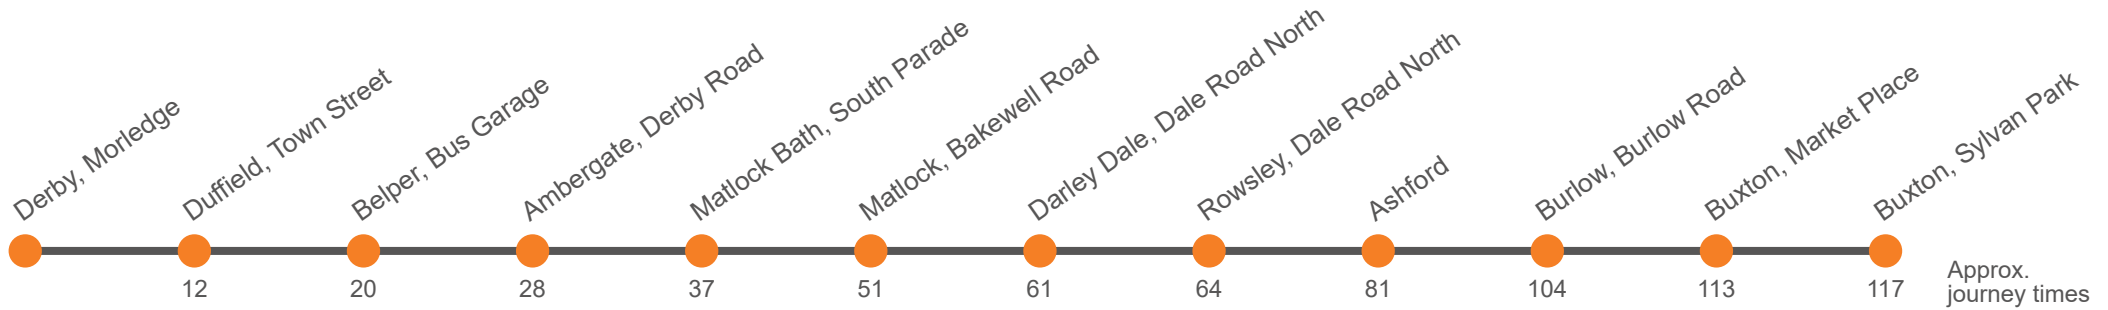 Derby, Morledge
Duffield, Town Street
Belper, Bus Garage
Ambergate, Derby Road
Matlock Bath, South Parade
Matlock, Bakewell Road
Darley Dale, Dale Road North
Rowsley, Dale Road North
Ashford
Burlow, Burlow Road
Buxton, Market Place
Buxton, Sylvan Park
12
20
28
37
51
61
64
81
104
113
117
Approx.
journey times